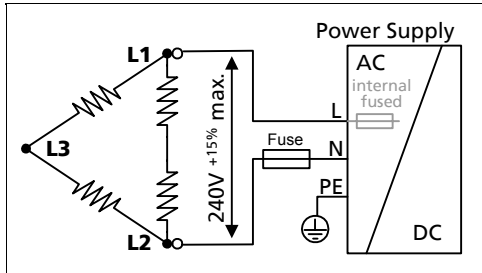 Power Supply
L1
AC
internal
fused
L
Fuse
N
L3
240V +15% max.
PE
L2
DC